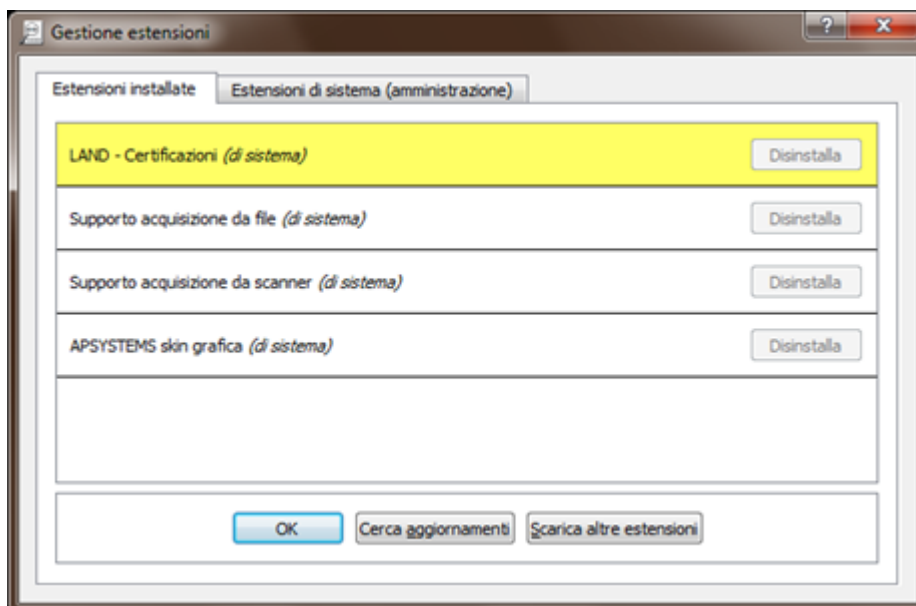 Gestione estensioni
Estensioni installate
Estensioni di sistema (amministrazione)
LAND - Certificazioni (di sistema)
Disinstalla
Supporto acquisizione da file (di sistema)
Disinstalla
Supporto acquisizione da scanner (di sistema)
Disinstalla
APSYSTEMS skin grafica (di sistema)
Disinstalla
OK
Cerca aggiornamenti
Scarica altre estensioni